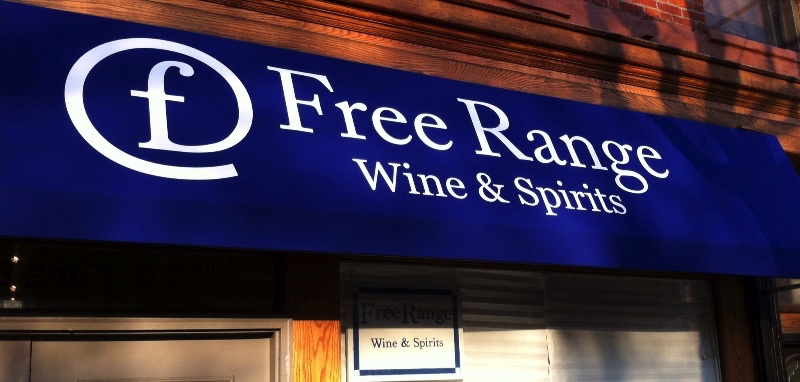 f
Free Range
Wine & Spirits
Free Range
Wine & Spirits